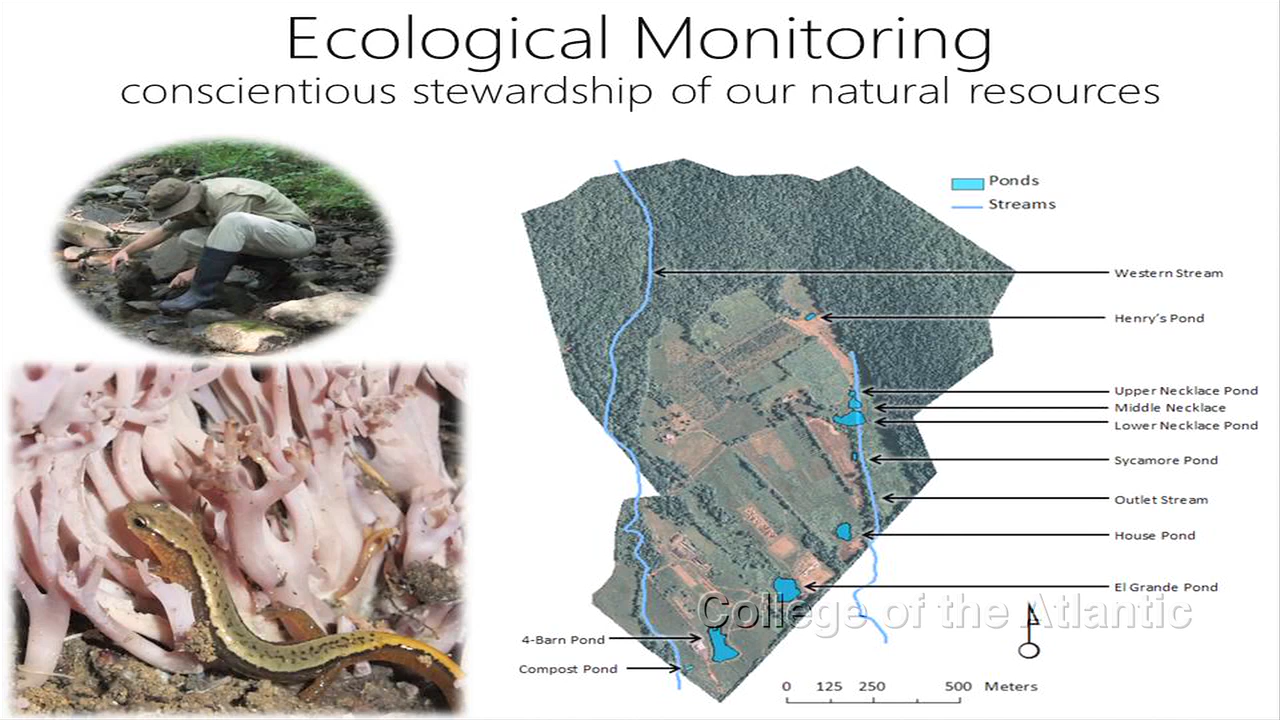 Ecological Monitoring
conscientious stewardship of our natural resources
Ponds
Streams
Western Stream
Henry's Pond
Upper Necklace Pond
Middle Necklace
Lower Necklace Pond
Sycamore Pond
Outlet Stream
House Pond
El Grande Pond
College of the Atlantic
4-Barn Pond
Compost Pond
N
0 125 250 500 Meters